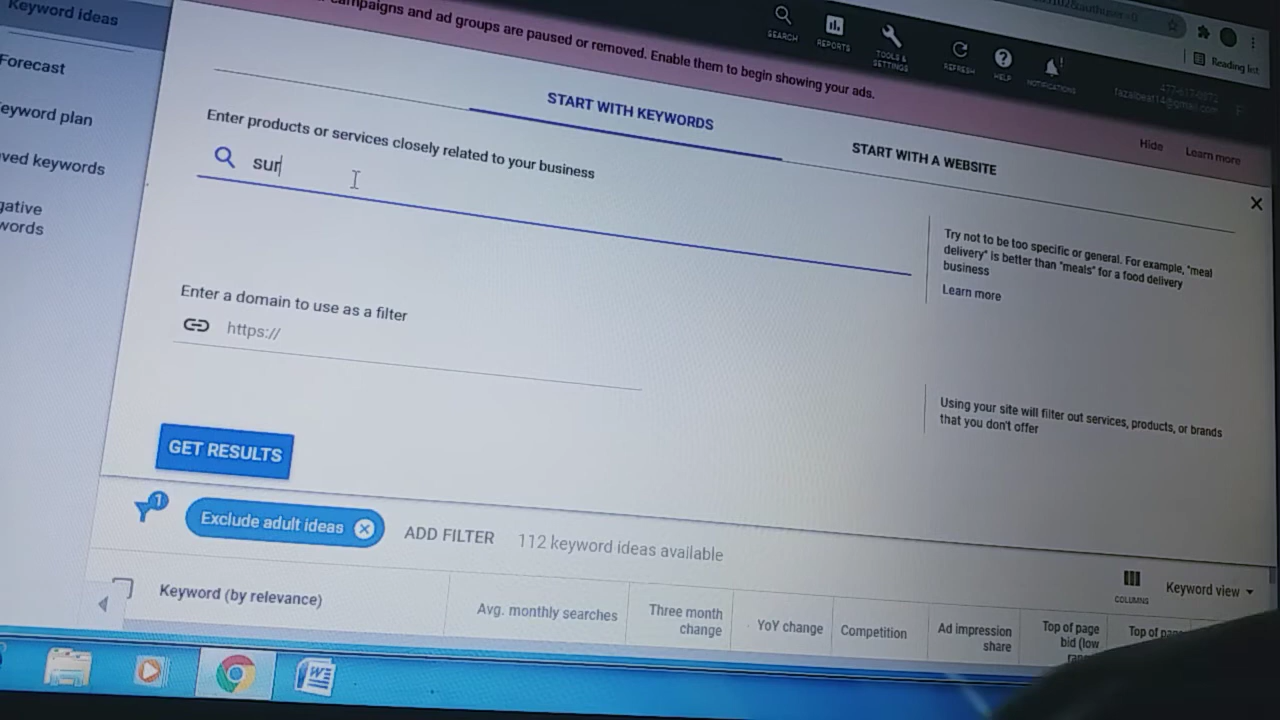 Keyword ideas
Forecast
eyword plan
ved keywords
gative
words
campaigns and ad groups are paused or removed. Enable them to begin showing your ads.
SEARCH
REPORTS
TOOLS &
SETTINGS
REFRESH
HELP
NOTIFICATIONS
Reading list
Hide
Learn more
START WITH KEYWORDS
START WITH A WEBSITE
Enter products or services closely related to your business
sur
Try not to be too specific or general. For example, "meal
delivery" is better than "meals" for a food delivery
business
Learn more
Enter a domain to use as a filter
https://
Using your site will filter out services, products, or brands
that you don't offer
GET RESULTS
1
Exclude adult ideas
ADD FILTER
112 keyword ideas available
COLUMNS
Keyword view
Keyword (by relevance)
Avg. monthly searches
Three month
change
YoY change
Competition
Ad impression
share
Top of page
bid (low
Top of